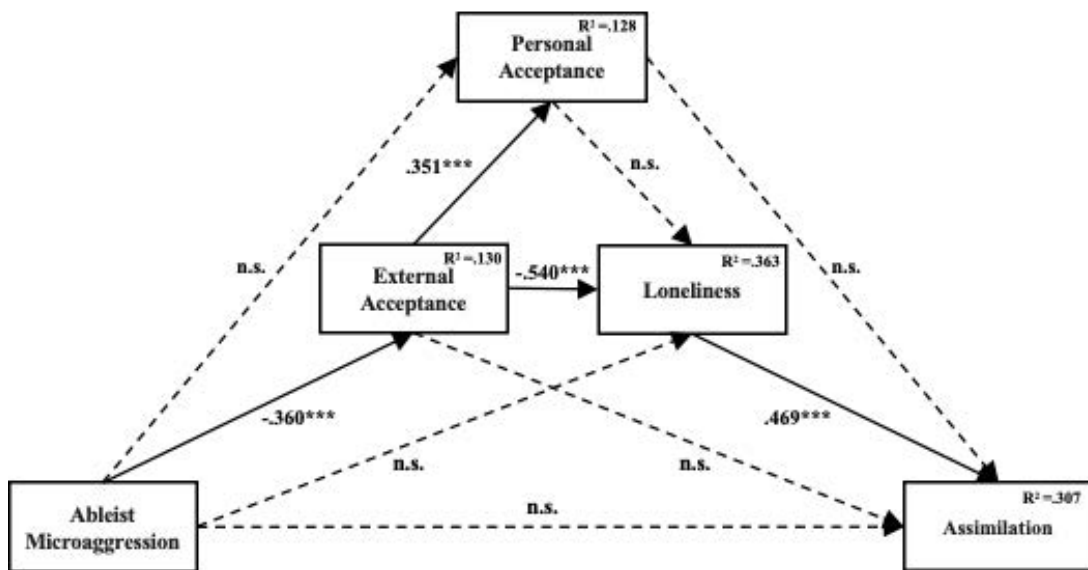 R² =.128
Personal
Acceptance
.351***
n.s.
n.s.
R² =.130
External
Acceptance
-.540***
R² =.363
Loneliness
n.s.
-.360***
.469***
n.s.
n.s.
Ableist
Microaggression
n.s.
R² =.307
Assimilation